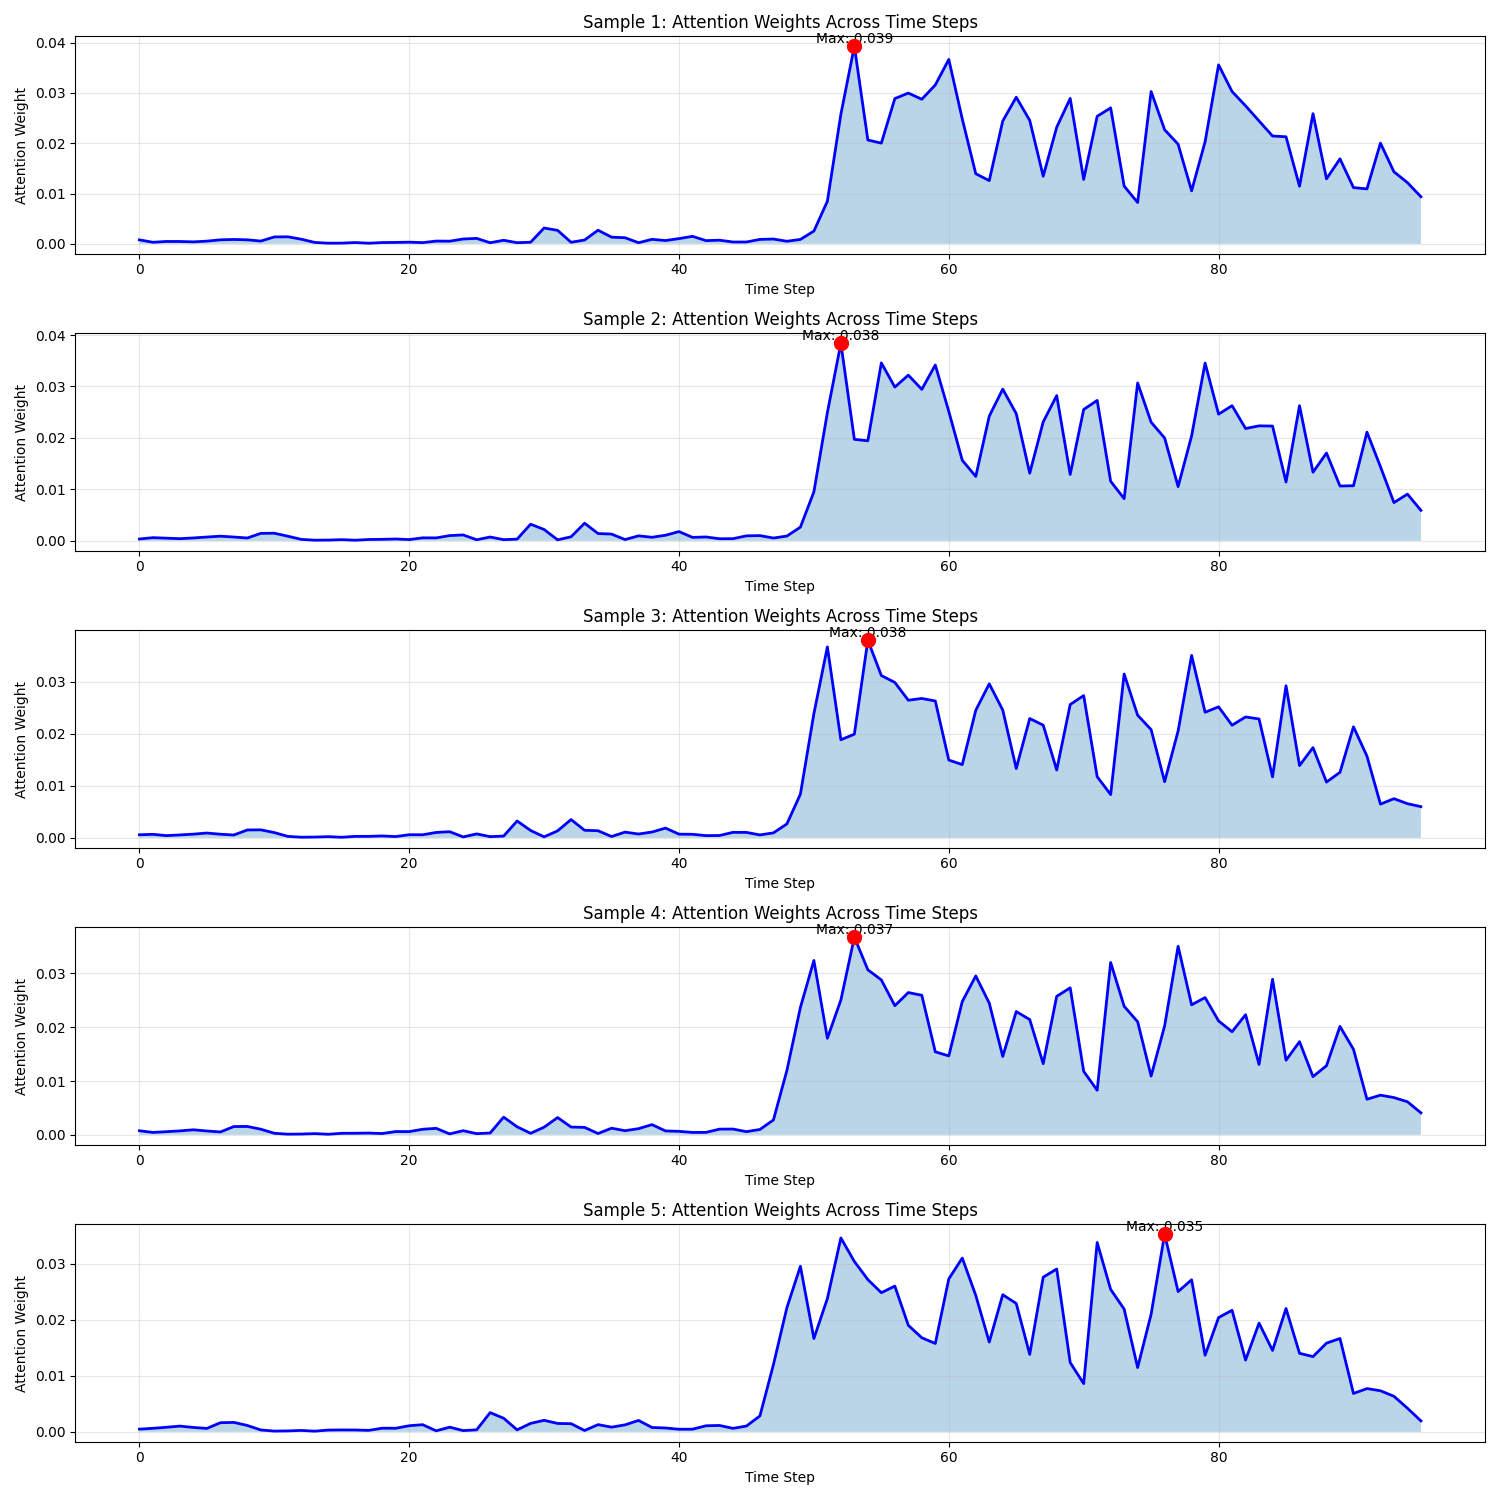 Sample 1: Attention Weights Across Time Steps
Max: 0.039
0.04
0.03
0.02
0.01
0.00
Attention Weight
0 20 40 60 80
Time Step
Sample 2: Attention Weights Across Time Steps
Max: 0.038
0.04
0.03
0.02
0.01
0.00
Attention Weight
0 20 40 60 80
Time Step
Sample 3: Attention Weights Across Time Steps
Max: 0.038
0.03
0.02
0.01
0.00
Attention Weight
0 20 40 60 80
Time Step
Sample 4: Attention Weights Across Time Steps
Max: 0.037
0.03
0.02
0.01
0.00
Attention Weight
0 20 40 60 80
Time Step
Sample 5: Attention Weights Across Time Steps
Max: 0.035
0.03
0.02
0.01
0.00
Attention Weight
0 20 40 60 80
Time Step